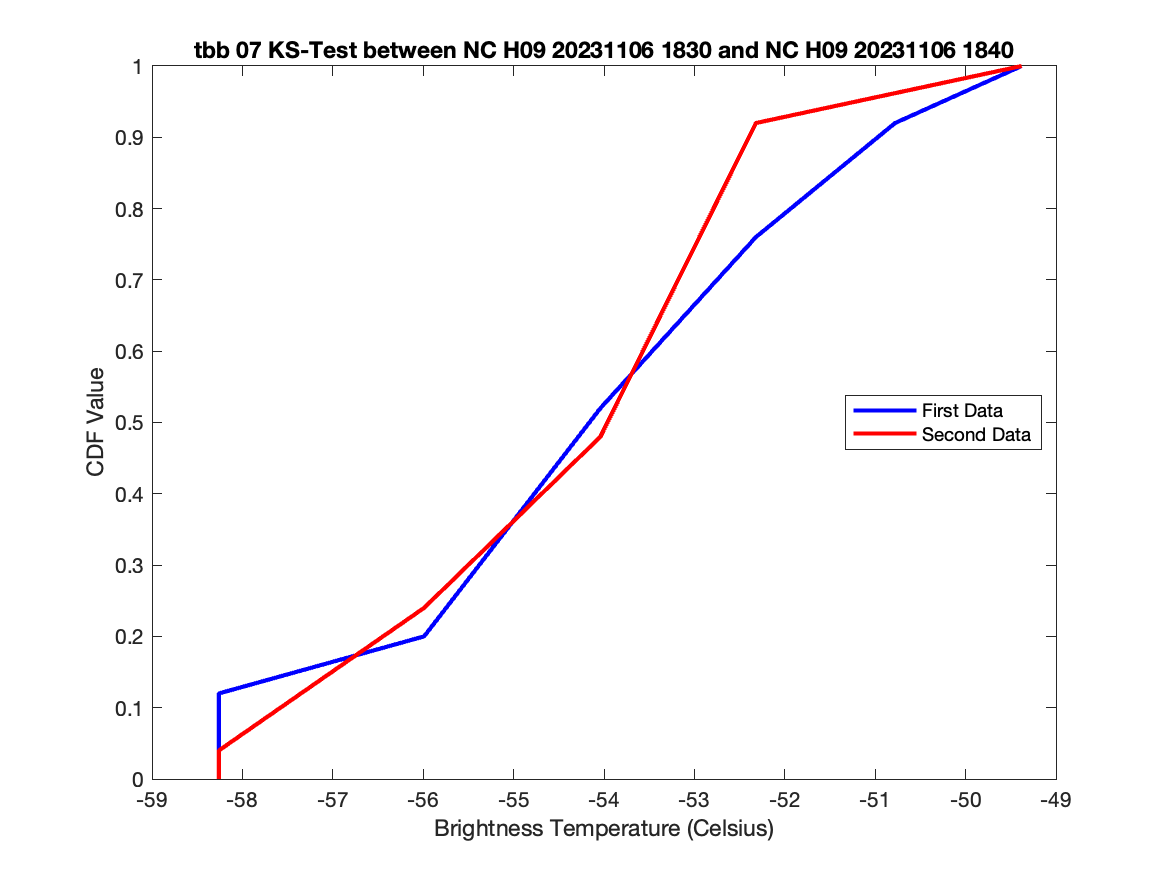 tbb 07 KS-Test between NC H09 20231106 1830 and NC H09 20231106 1840
1
0.9
0.8
0.7
0.6
0.5
0.4
0.3
0.2
0.1
0
CDF Value
First Data
Second Data
-59 -58 -57 -56 -55 -54 -53 -52 -51 -50 -49
Brightness Temperature (Celsius)